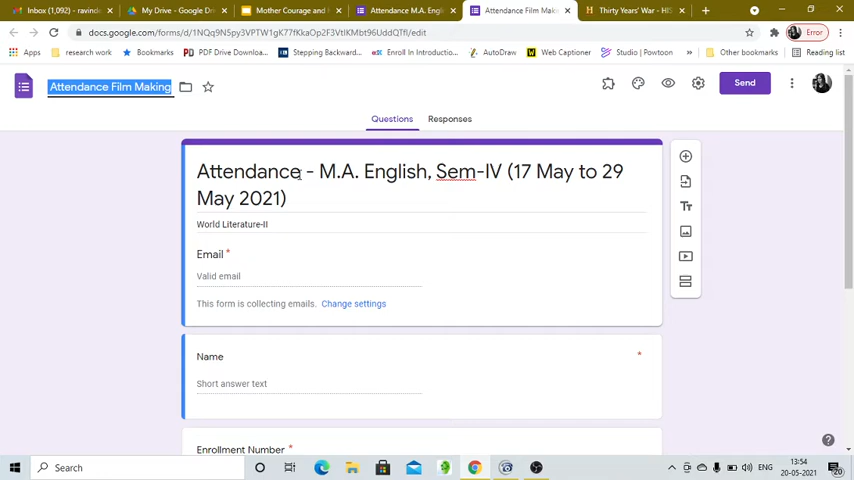 Inbox (1,092) - ravinde
My Drive - Google Dri
Mother Courage and H
Attendance M.A. Engli
Attendance Film Maki
Thirty Years' War - HIS
docs.google.com/forms/d/
/edit
Error
Apps
research work
Bookmarks
PDF Drive Downloa...
Stepping Backward...
Enroll In Introductio...
AutoDraw
Web Captioner
Studio | Powtoon
Other bookmarks
Reading list
Attendance Film Making
Send
Questions
Responses
Attendance - M.A. English, Sem-IV (17 May to 29
May 2021)
World Literature-II
Email *
Valid email
This form is collecting emails. Change settings
Name *
Short answer text
Enrollment Number *
Search
ENG
13:54
20-05-2021
20